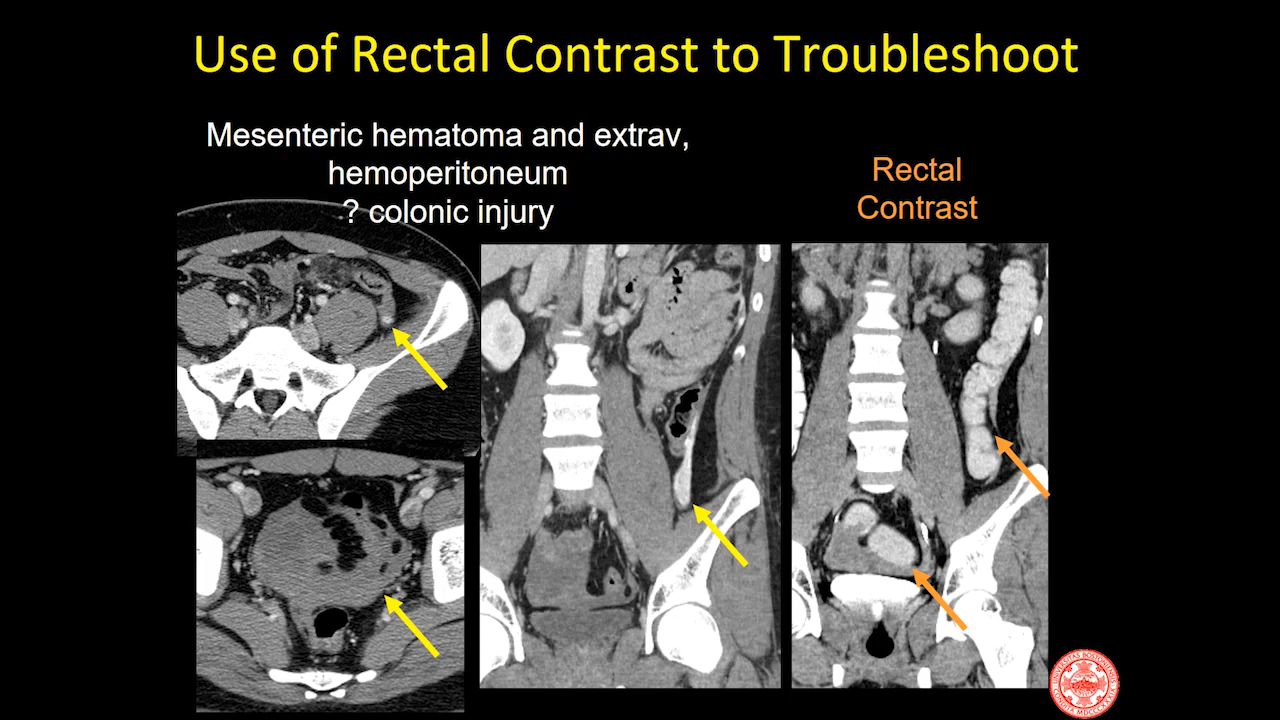 Use of Rectal Contrast to Troubleshoot
Mesenteric hematoma and extrav,
hemoperitoneum
? colonic injury
Rectal
Contrast